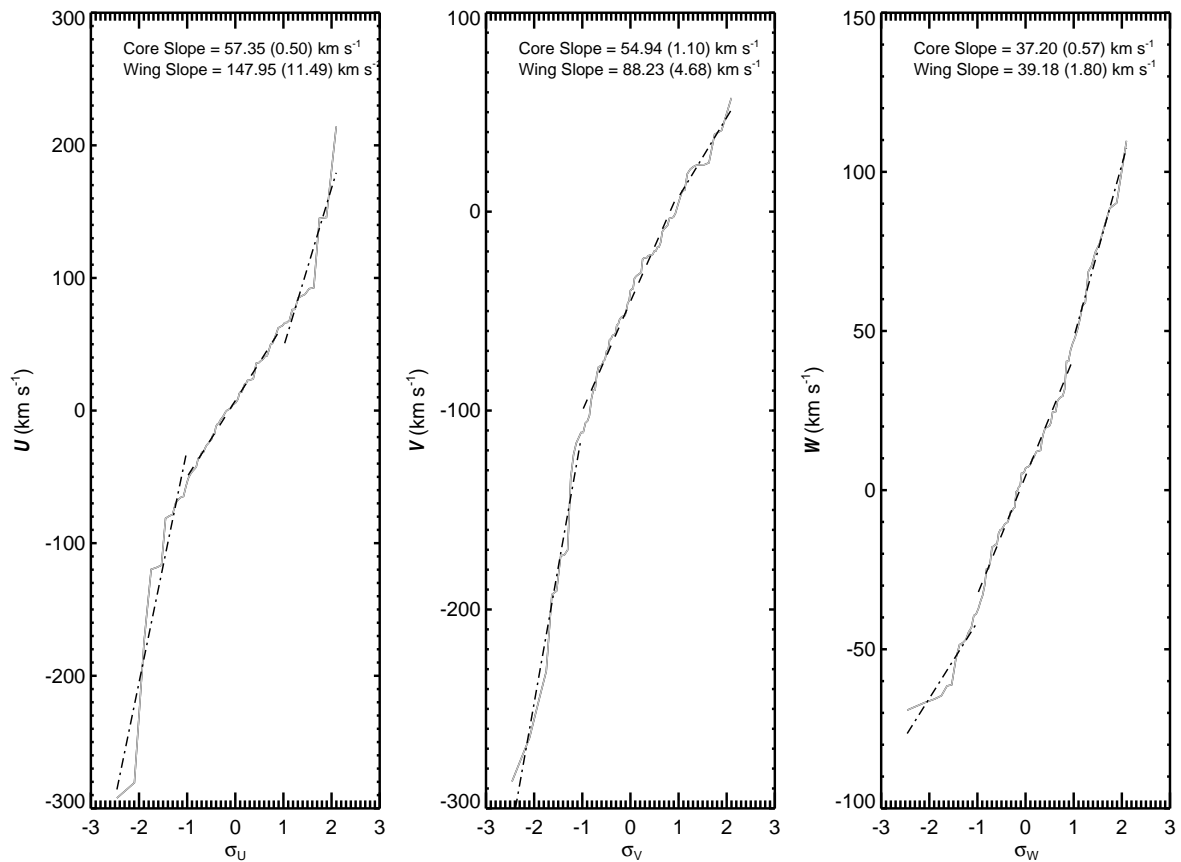 Core Slope = 57.35 (0.50) km s⁻¹
Wing Slope = 147.95 (11.49) km s⁻¹
300
200
100
0
-100
-200
-300
U (km s⁻¹)
-3 -2 -1 0 1 2 3
σU
Core Slope = 54.94 (1.10) km s⁻¹
Wing Slope = 88.23 (4.68) km s⁻¹
100
0
-100
-200
-300
V (km s⁻¹)
-3 -2 -1 0 1 2 3
σV
Core Slope = 37.20 (0.57) km s⁻¹
Wing Slope = 39.18 (1.80) km s⁻¹
150
100
50
0
-50
-100
W (km s⁻¹)
-3 -2 -1 0 1 2 3
σW